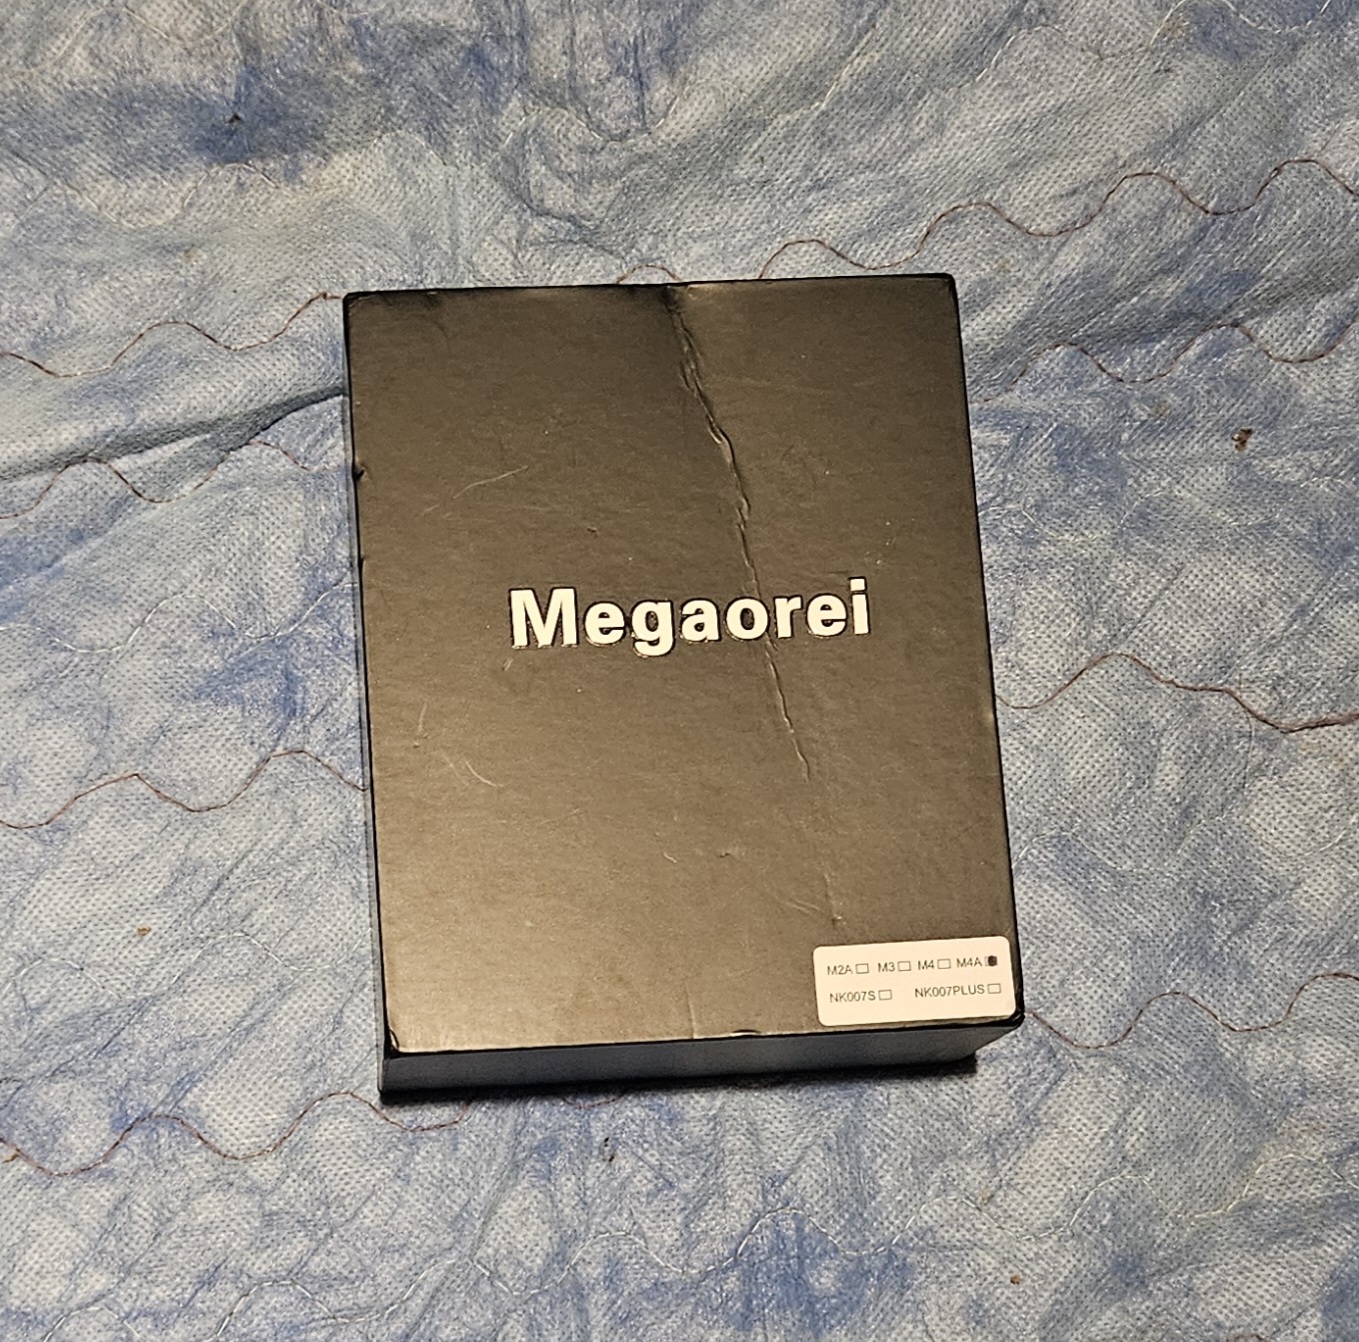 Megaorei
M2A☐ M3☐ M4☐ M4A☑
NK007S☐ NK007PLUS☐